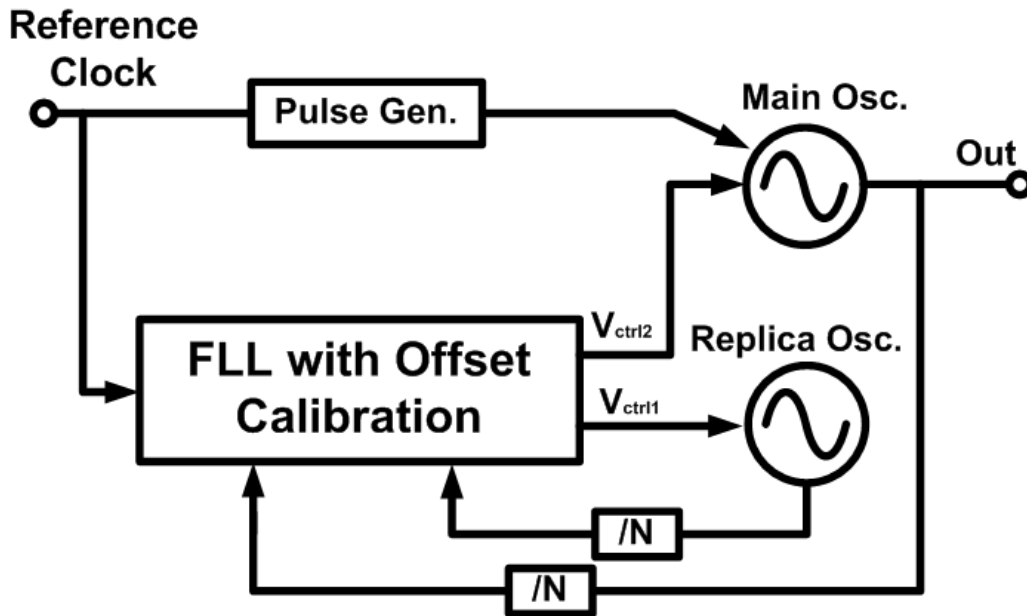 Reference
Clock
Pulse Gen.
Main Osc.
Out
FLL with Offset
Calibration
Vctrl2
Vctrl1
Replica Osc.
/N
/N